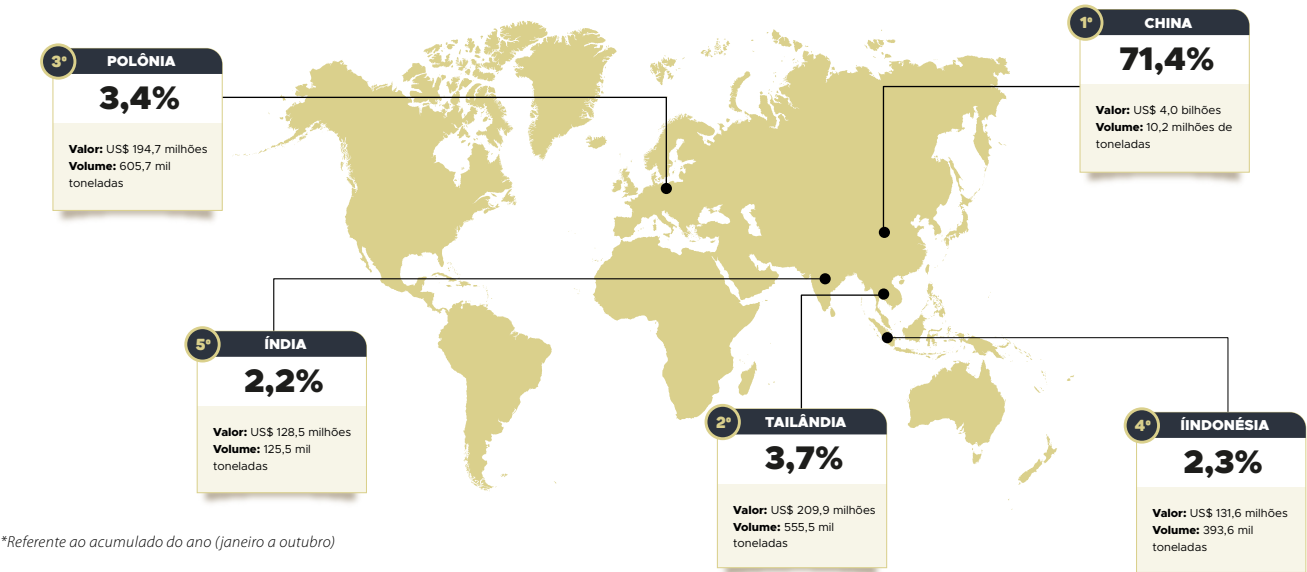 1º
CHINA
71,4%
Valor: US$ 4,0 bilhões
Volume: 10,2 milhões de
toneladas
3º
POLÔNIA
3,4%
Valor: US$ 194,7 milhões
Volume: 605,7 mil
toneladas
5º
ÍNDIA
2,2%
Valor: US$ 128,5 milhões
Volume: 125,5 mil
toneladas
2º
TAILÂNDIA
3,7%
Valor: US$ 209,9 milhões
Volume: 555,5 mil
toneladas
4º
ÍINDONÉSIA
2,3%
Valor: US$ 131,6 milhões
Volume: 393,6 mil
toneladas
*Referente ao acumulado do ano (janeiro a outubro)